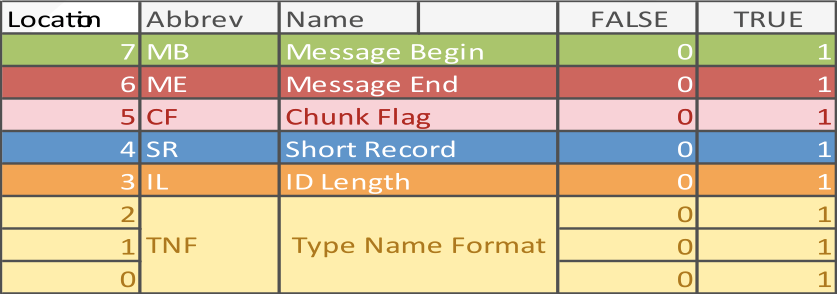 Location Abbrev Name FALSE TRUE
7 MB Message Begin 0 1
6 ME Message End 0 1
5 CF Chunk Flag 0 1
4 SR Short Record 0 1
3 IL ID Length 0 1
2 0 1
1 TNF Type Name Format 0 1
0 0 1